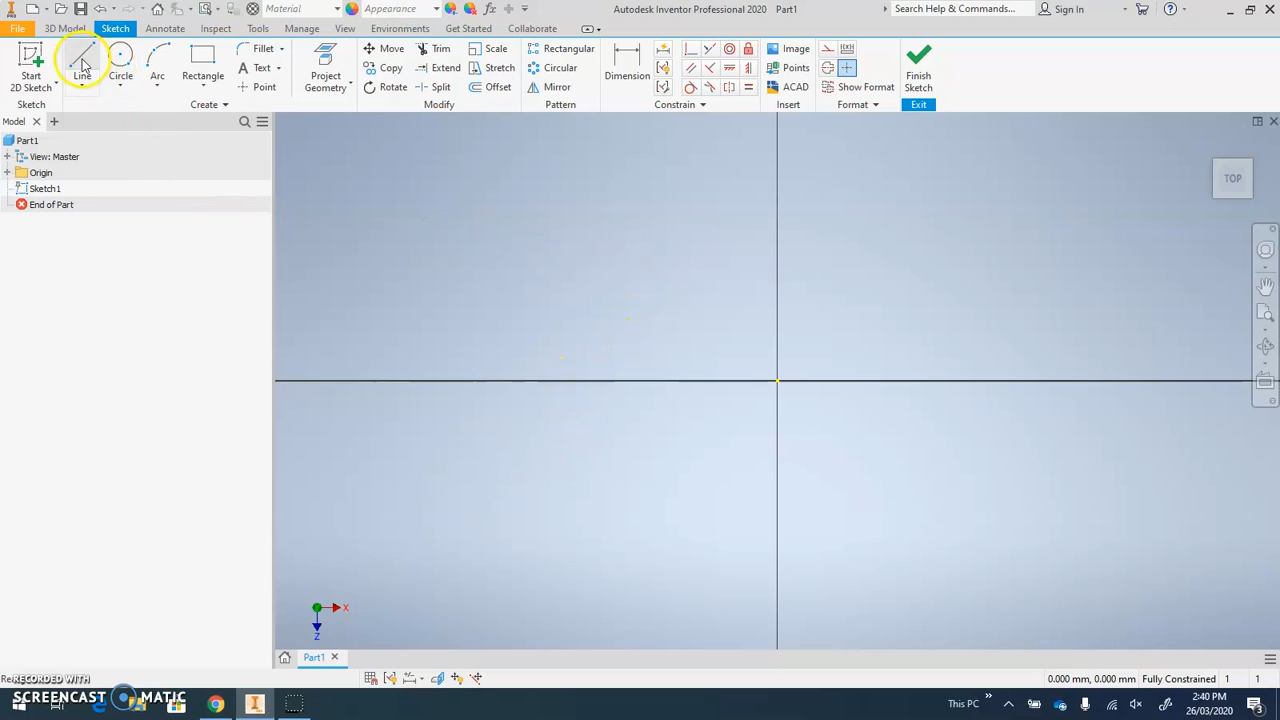 Material
Appearance
Autodesk Inventor Professional 2020 Part1
Search Help & Commands...
Sign In
File
3D Model
Sketch
Annotate
Inspect
Tools
Manage
View
Environments
Get Started
Collaborate
Start
2D Sketch
Line
Circle
Arc
Rectangle
Fillet
Text
Point
Project
Geometry
Move
Copy
Rotate
Trim
Extend
Split
Scale
Stretch
Offset
Rectangular
Circular
Mirror
Dimension
Image
Points
ACAD
Show Format
Finish
Sketch
Sketch
Create
Modify
Pattern
Constrain
Insert
Format
Exit
Model
Part1
View: Master
Origin
Sketch1
End of Part
TOP
X
Z
Part1
0.000 mm, 0.000 mm
Fully Constrained
1
1
RECORDED WITH
SCREENCAST MATIC
This PC
2:40 PM
26/03/2020
3